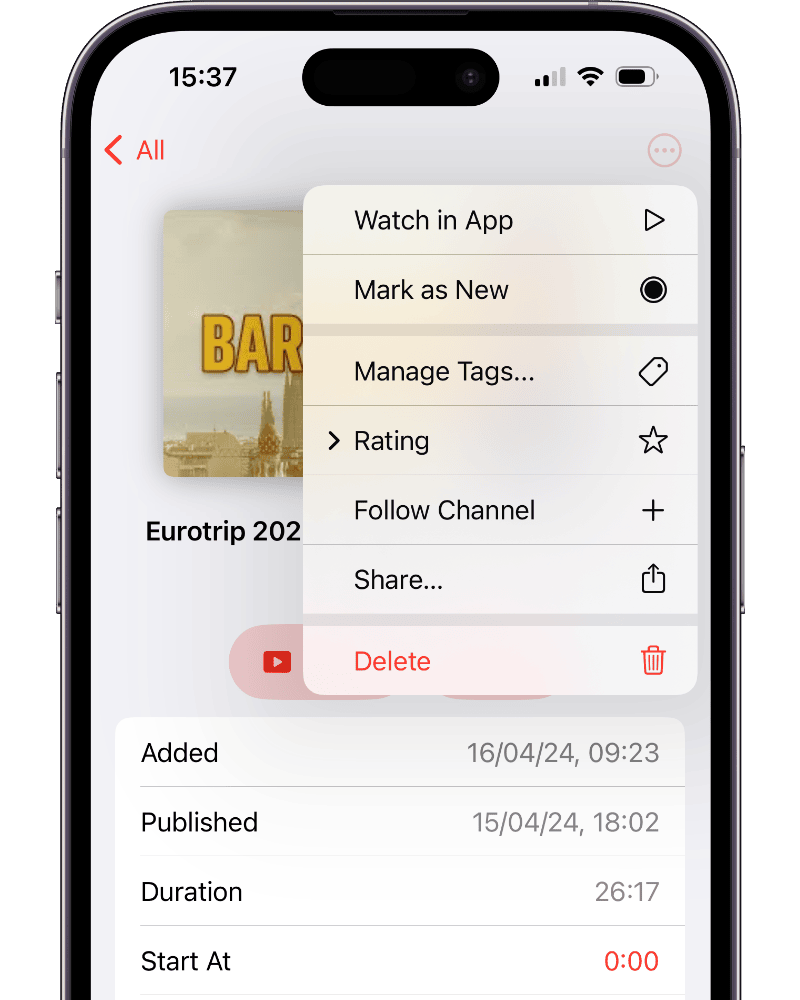 15:37
All
Watch in App
Mark as New
BAR
Manage Tags...
Rating
Follow Channel
Eurotrip 202
Share...
Delete
Added 16/04/24, 09:23
Published 15/04/24, 18:02
Duration 26:17
Start At 0:00